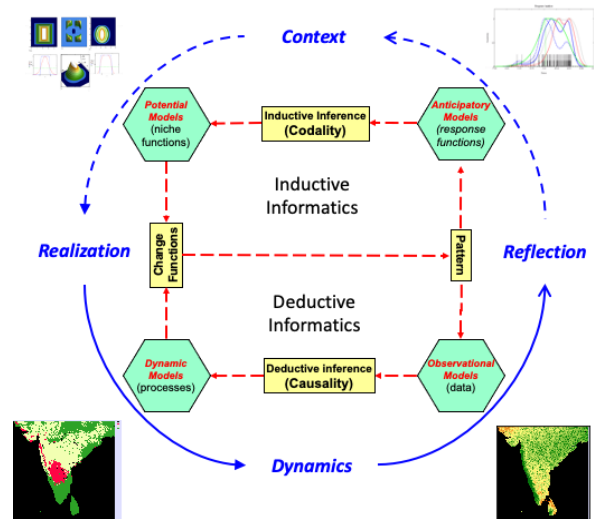 Context
Potential
Models
(niche
functions)
Inductive Inference
(Codality)
Anticipatory
Models
(response
functions)
Inductive
Informatics
Realization
Change
Functions
Pattern
Reflection
Deductive
Informatics
Dynamic
Models
(processes)
Deductive inference
(Causality)
Observational
Models
(data)
Dynamics